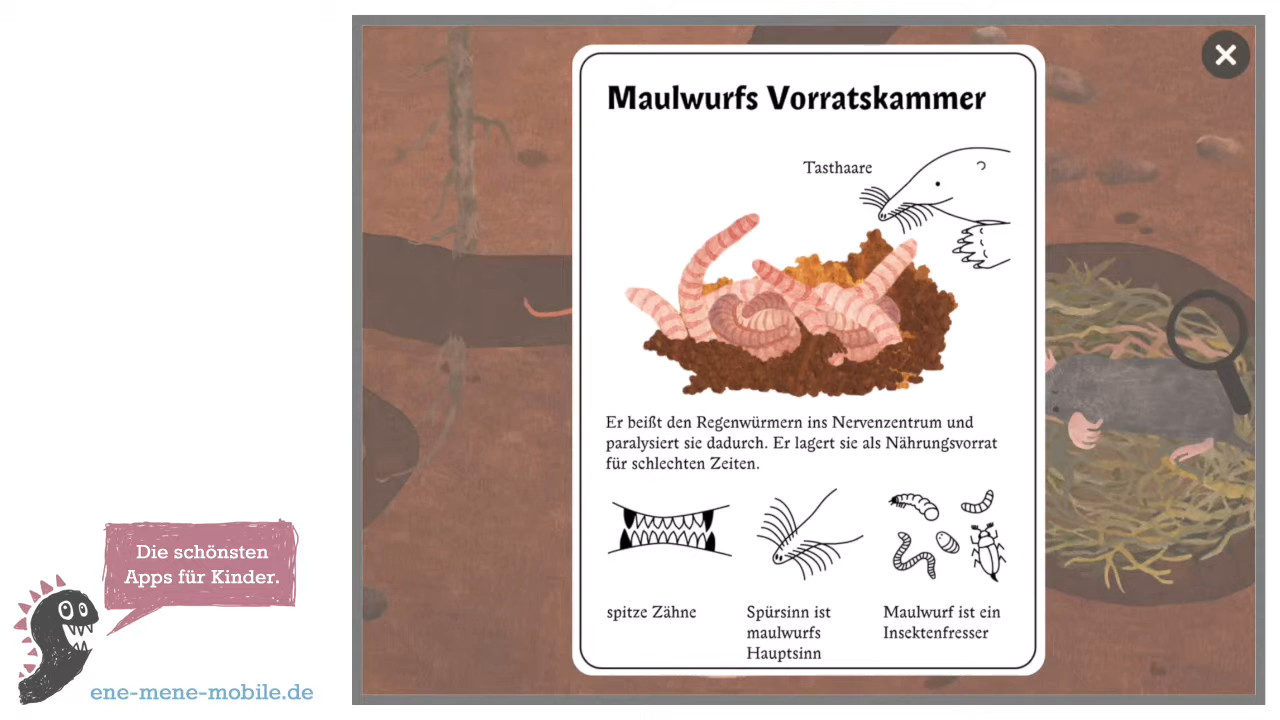 Maulwurfs Vorratskammer
Tasthaare
Er beißt den Regenwürmern ins Nervenzentrum und
paralysiert sie dadurch. Er lagert sie als Nährungsvorrat
für schlechten Zeiten.
spitze Zähne
Spürsinn ist
maulwurfs
Hauptsinn
Maulwurf ist ein
Insektenfresser
Die schönsten
Apps für Kinder.
ene-mene-mobile.de